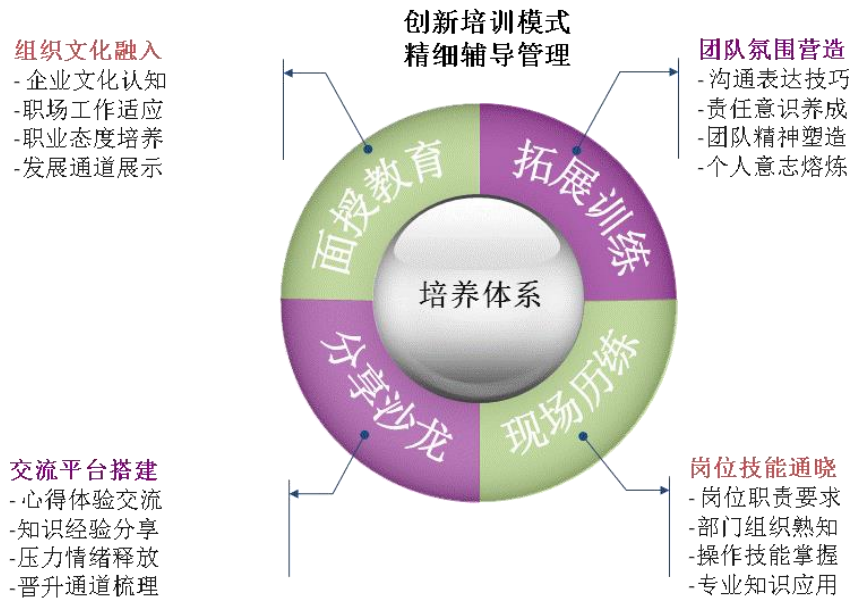 创新培训模式
精细辅导管理
组织文化融入
- 企业文化认知
-职场工作适应
-职业态度培养
-发展通道展示
团队氛围营造
-沟通表达技巧
-责任意识养成
-团队精神塑造
-个人意志熔炼
面授教育
拓展训练
培养体系
分享沙龙
现场历练
交流平台搭建
- 心得体验交流
-知识经验分享
-压力情绪释放
-晋升通道梳理
岗位技能通晓
- 岗位职责要求
-部门组织熟知
-操作技能掌握
-专业知识应用